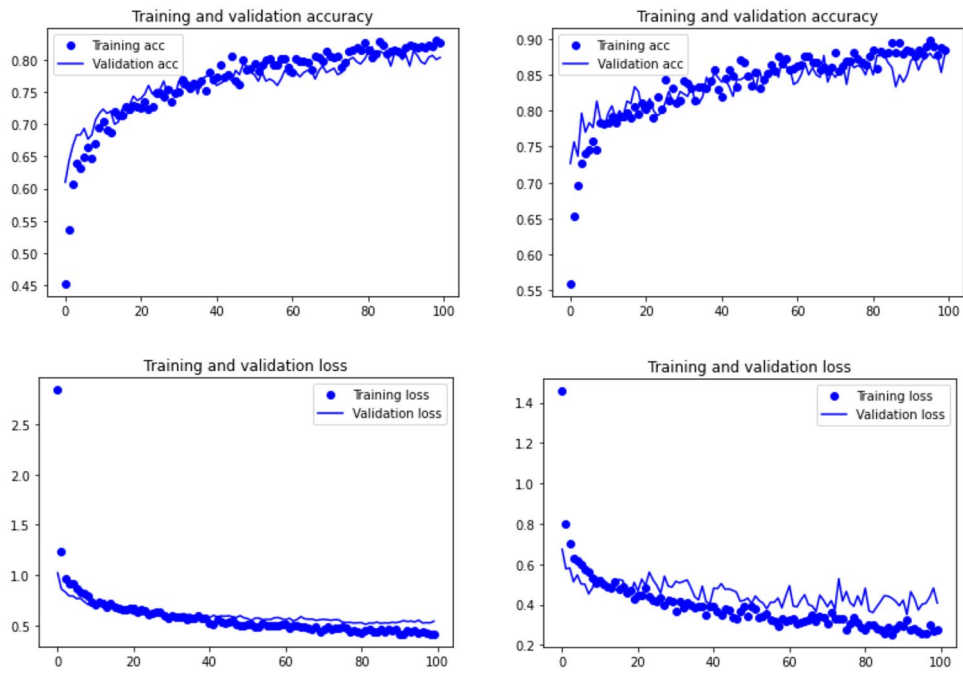 Training and validation accuracy
Training acc
Validation acc
0.80
0.75
0.70
0.65
0.60
0.55
0.50
0.45
0 20 40 60 80 100
Training and validation accuracy
Training acc
Validation acc
0.90
0.85
0.80
0.75
0.70
0.65
0.60
0.55
0 20 40 60 80 100
Training and validation loss
Training loss
Validation loss
2.5
2.0
1.5
1.0
0.5
0 20 40 60 80 100
Training and validation loss
Training loss
Validation loss
1.4
1.2
1.0
0.8
0.6
0.4
0.2
0 20 40 60 80 100